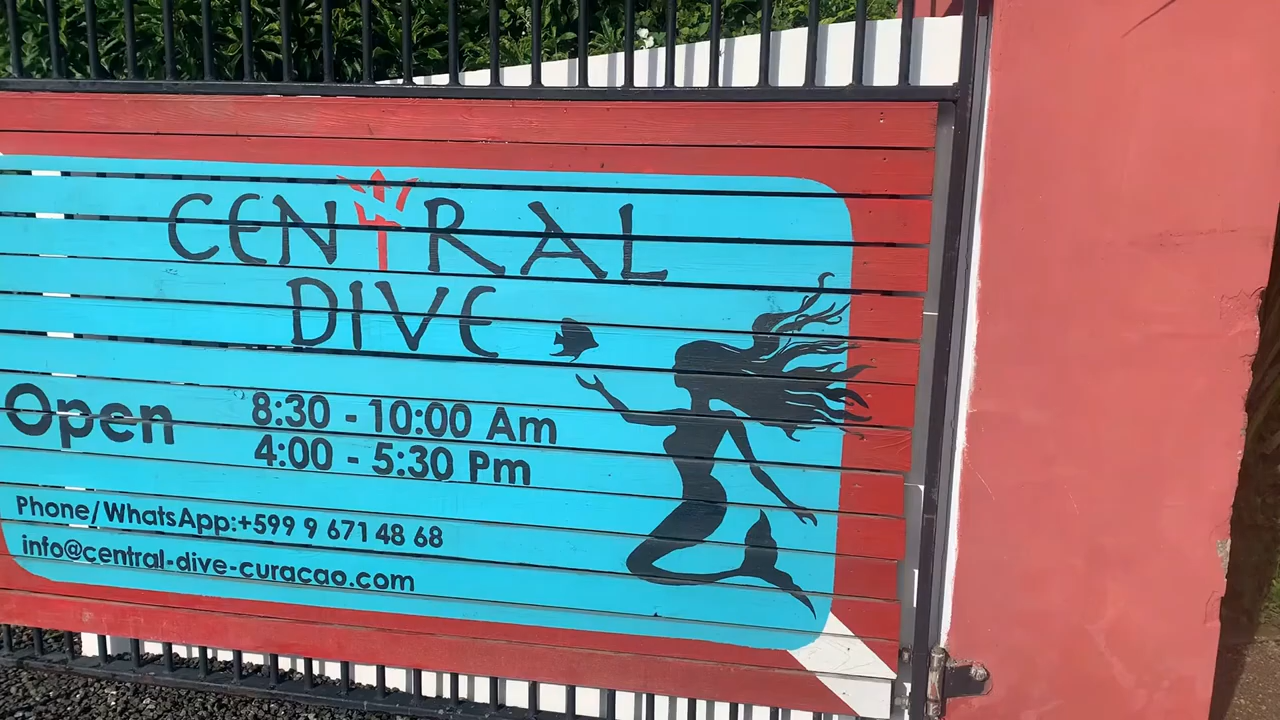 CENTRAL
DIVE
Open
8:30 - 10:00 Am
4:00 - 5:30 Pm
Phone/WhatsApp:+599 9 671 48 68
info@central-dive-curacao.com